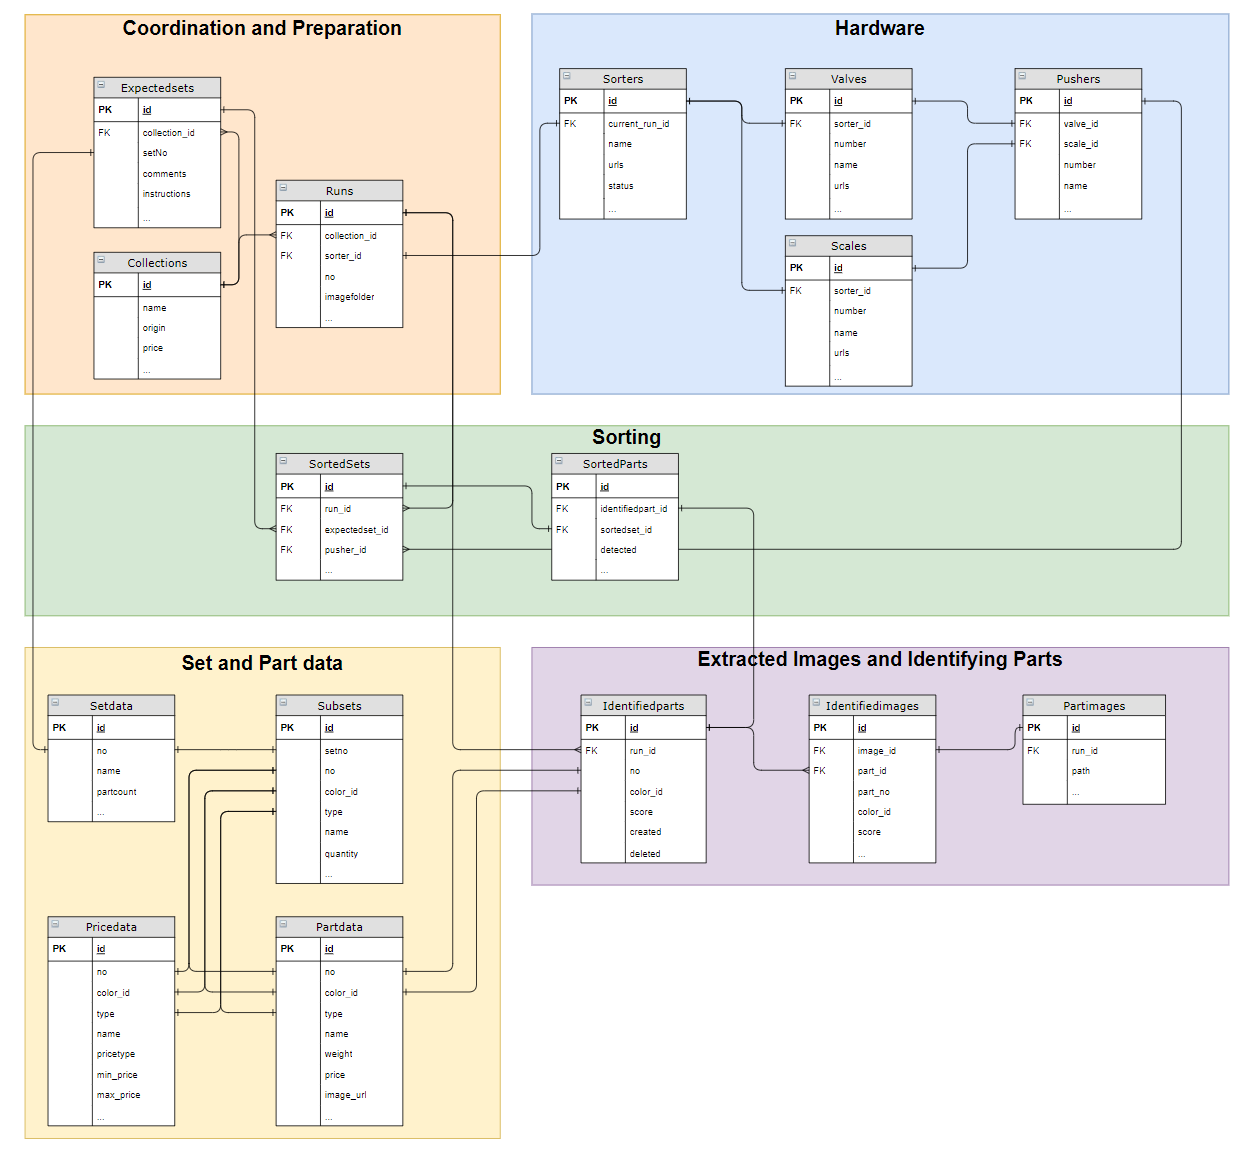 Coordination and Preparation
Expectedsets
PK id
FK collection_id
setNo
comments
instructions
...
Collections
PK id
name
origin
price
...
Runs
PK id
FK collection_id
FK sorter_id
no
imagefolder
...
Hardware
Sorters
PK id
FK current_run_id
name
urls
status
...
Valves
PK id
FK sorter_id
number
name
urls
...
Pushers
PK id
FK valve_id
FK scale_id
number
name
...
Scales
PK id
FK sorter_id
number
name
urls
...
Sorting
SortedSets
PK id
FK run_id
FK expectedset_id
FK pusher_id
...
SortedParts
PK id
FK identifiedpart_id
FK sortedset_id
detected
...
Set and Part data
Setdata
PK id
no
name
partcount
...
Subsets
PK id
setno
no
color_id
type
name
quantity
...
Pricedata
PK id
no
color_id
type
name
pricetype
min_price
max_price
...
Partdata
PK id
no
color_id
type
name
weight
price
image_url
...
Extracted Images and Identifying Parts
Identifiedparts
PK id
FK run_id
no
color_id
score
created
deleted
Identifiedimages
PK id
FK image_id
FK part_id
part_no
color_id
score
...
Partimages
PK id
FK run_id
path
...